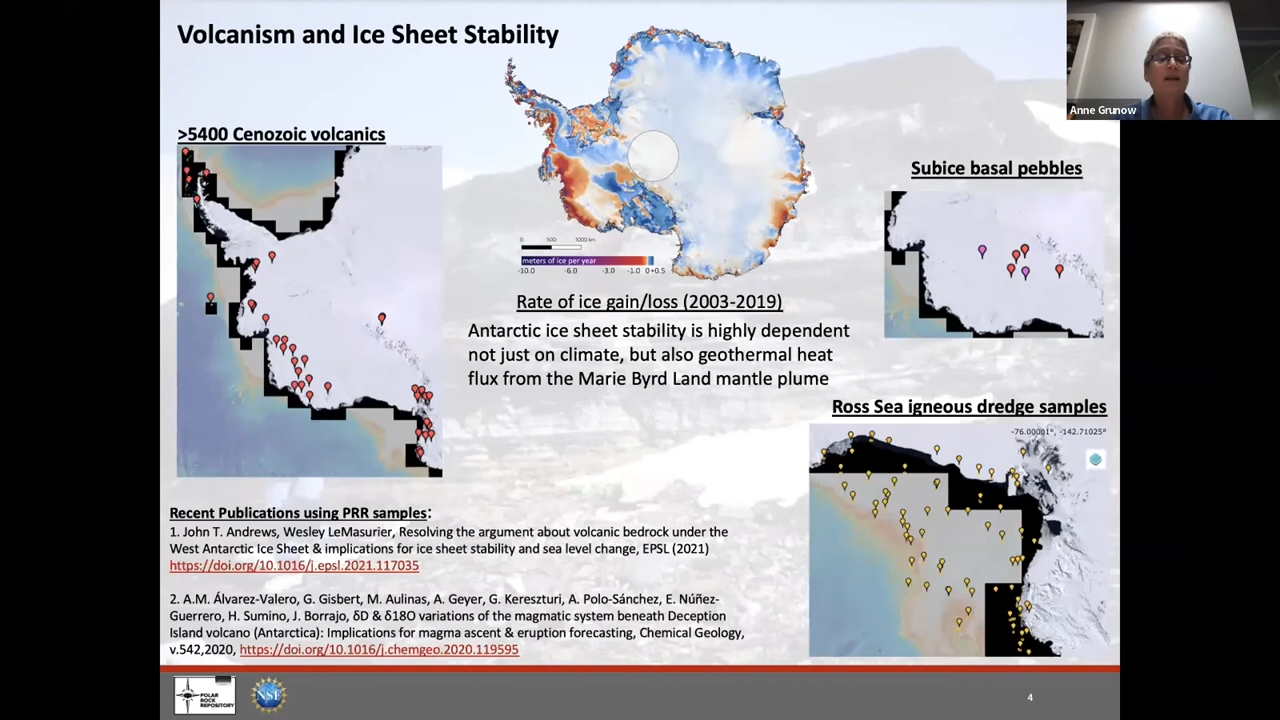 Volcanism and Ice Sheet Stability
Anne Grunow
>5400 Cenozoic volcanics
Subice basal pebbles
0 500 1000 km
meters of ice per year
-10.0 -6.0 -3.0 -1.0 0 +0.5
Rate of ice gain/loss (2003-2019)
Antarctic ice sheet stability is highly dependent
not just on climate, but also geothermal heat
flux from the Marie Byrd Land mantle plume
Ross Sea igneous dredge samples
-76.00001°, -142.71025°
Recent Publications using PRR samples:
1. John T. Andrews, Wesley LeMasurier, Resolving the argument about volcanic bedrock under the
West Antarctic Ice Sheet & implications for ice sheet stability and sea level change, EPSL (2021)
https://doi.org/10.1016/j.epsl.2021.117035
2. A.M. Álvarez-Valero, G. Gisbert, M. Aulinas, A. Geyer, G. Kereszturi, A. Polo-Sánchez, E. Núñez-
Guerrero, H. Sumino, J. Borrajo, δD & δ18O variations of the magmatic system beneath Deception
Island volcano (Antarctica): Implications for magma ascent & eruption forecasting, Chemical Geology,
v.542,2020, https://doi.org/10.1016/j.chemgeo.2020.119595
POLAR
ROCK
REPOSITORY
NSF
4